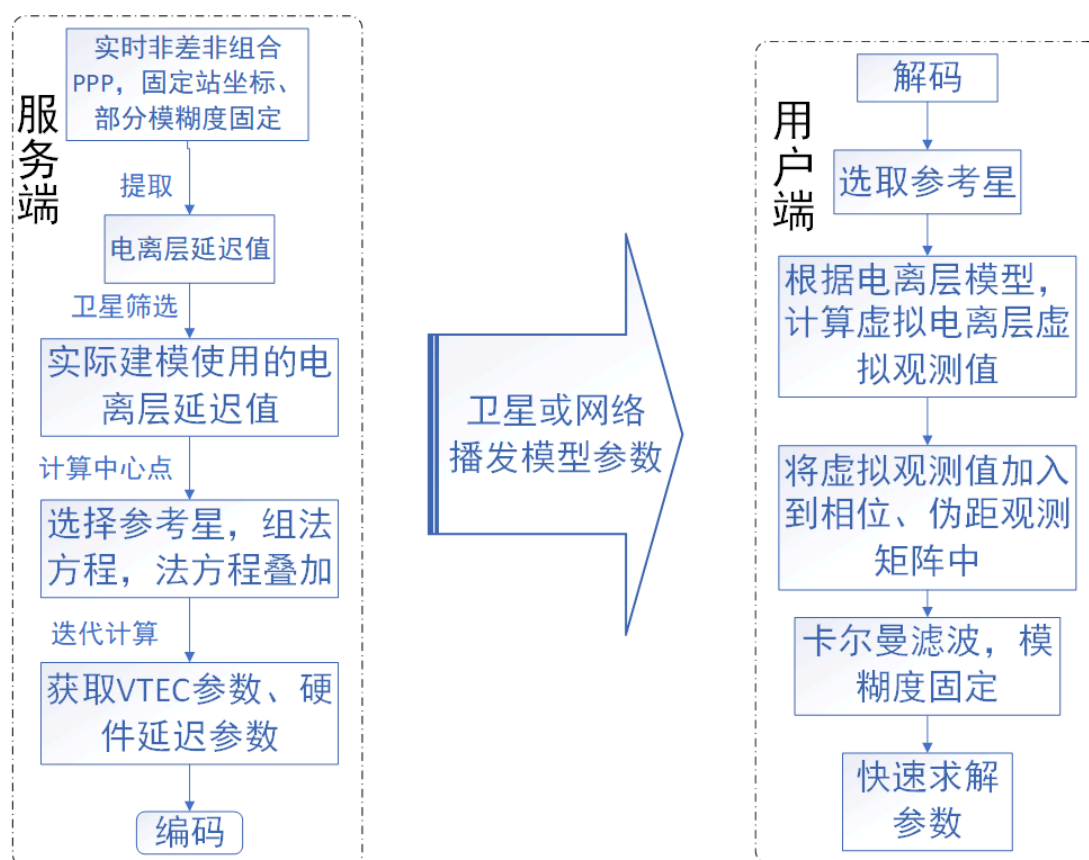 服
务
端
实时非差非组合
PPP，固定站坐标、
部分模糊度固定
提取
电离层延迟值
卫星筛选
实际建模使用的电
离层延迟值
计算中心点
选择参考星，组法
方程，法方程叠加
迭代计算
获取VTEC参数、硬
件延迟参数
编码
卫星或网络
播发模型参数
用
户
端
解码
选取参考星
根据电离层模型，
计算虚拟电离层虚
拟观测值
将虚拟观测值加入
到相位、伪距观测
矩阵中
卡尔曼滤波，模
糊度固定
快速求解
参数